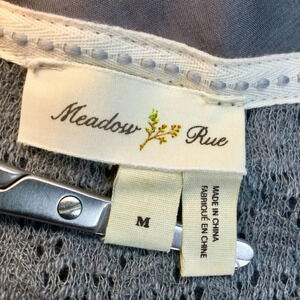 Meadow Rue
M
MADE IN CHINA
FABRIQUÉ EN CHINE